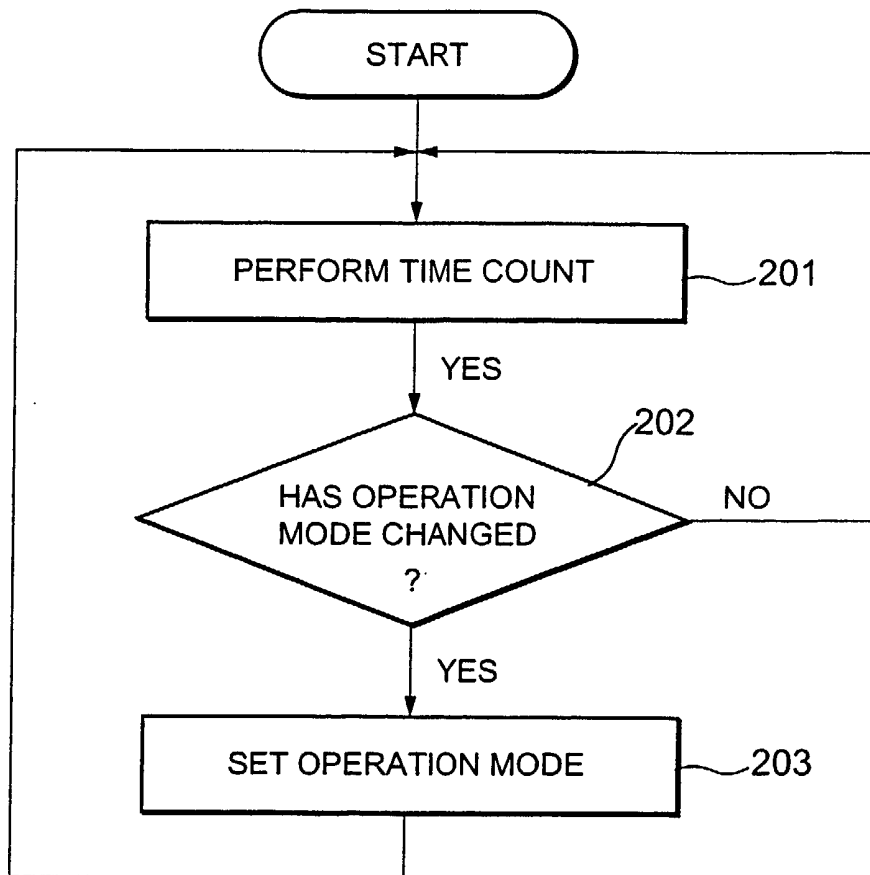 START
PERFORM TIME COUNT
201
YES
202
HAS OPERATION
MODE CHANGED
?
NO
YES
SET OPERATION MODE
203